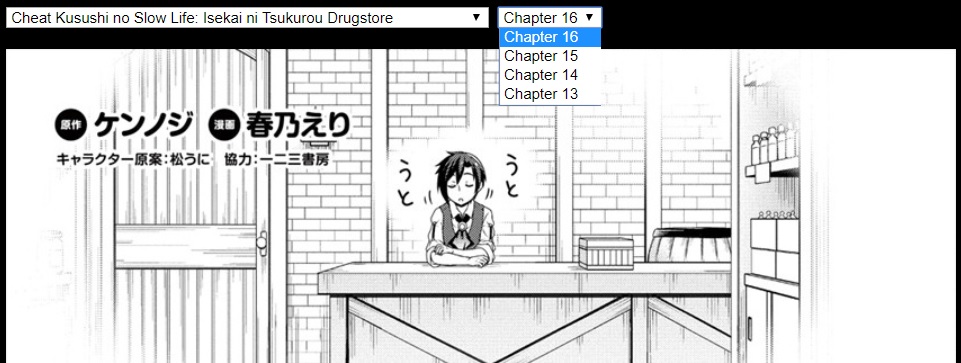 Cheat Kusushi no Slow Life: Isekai ni Tsukurou Drugstore
Chapter 16
Chapter 16
Chapter 15
Chapter 14
Chapter 13
原作 ケンノジ 漫画 春乃えり
キャラクター原案:松うに 協力:一二三書房
うと
うと